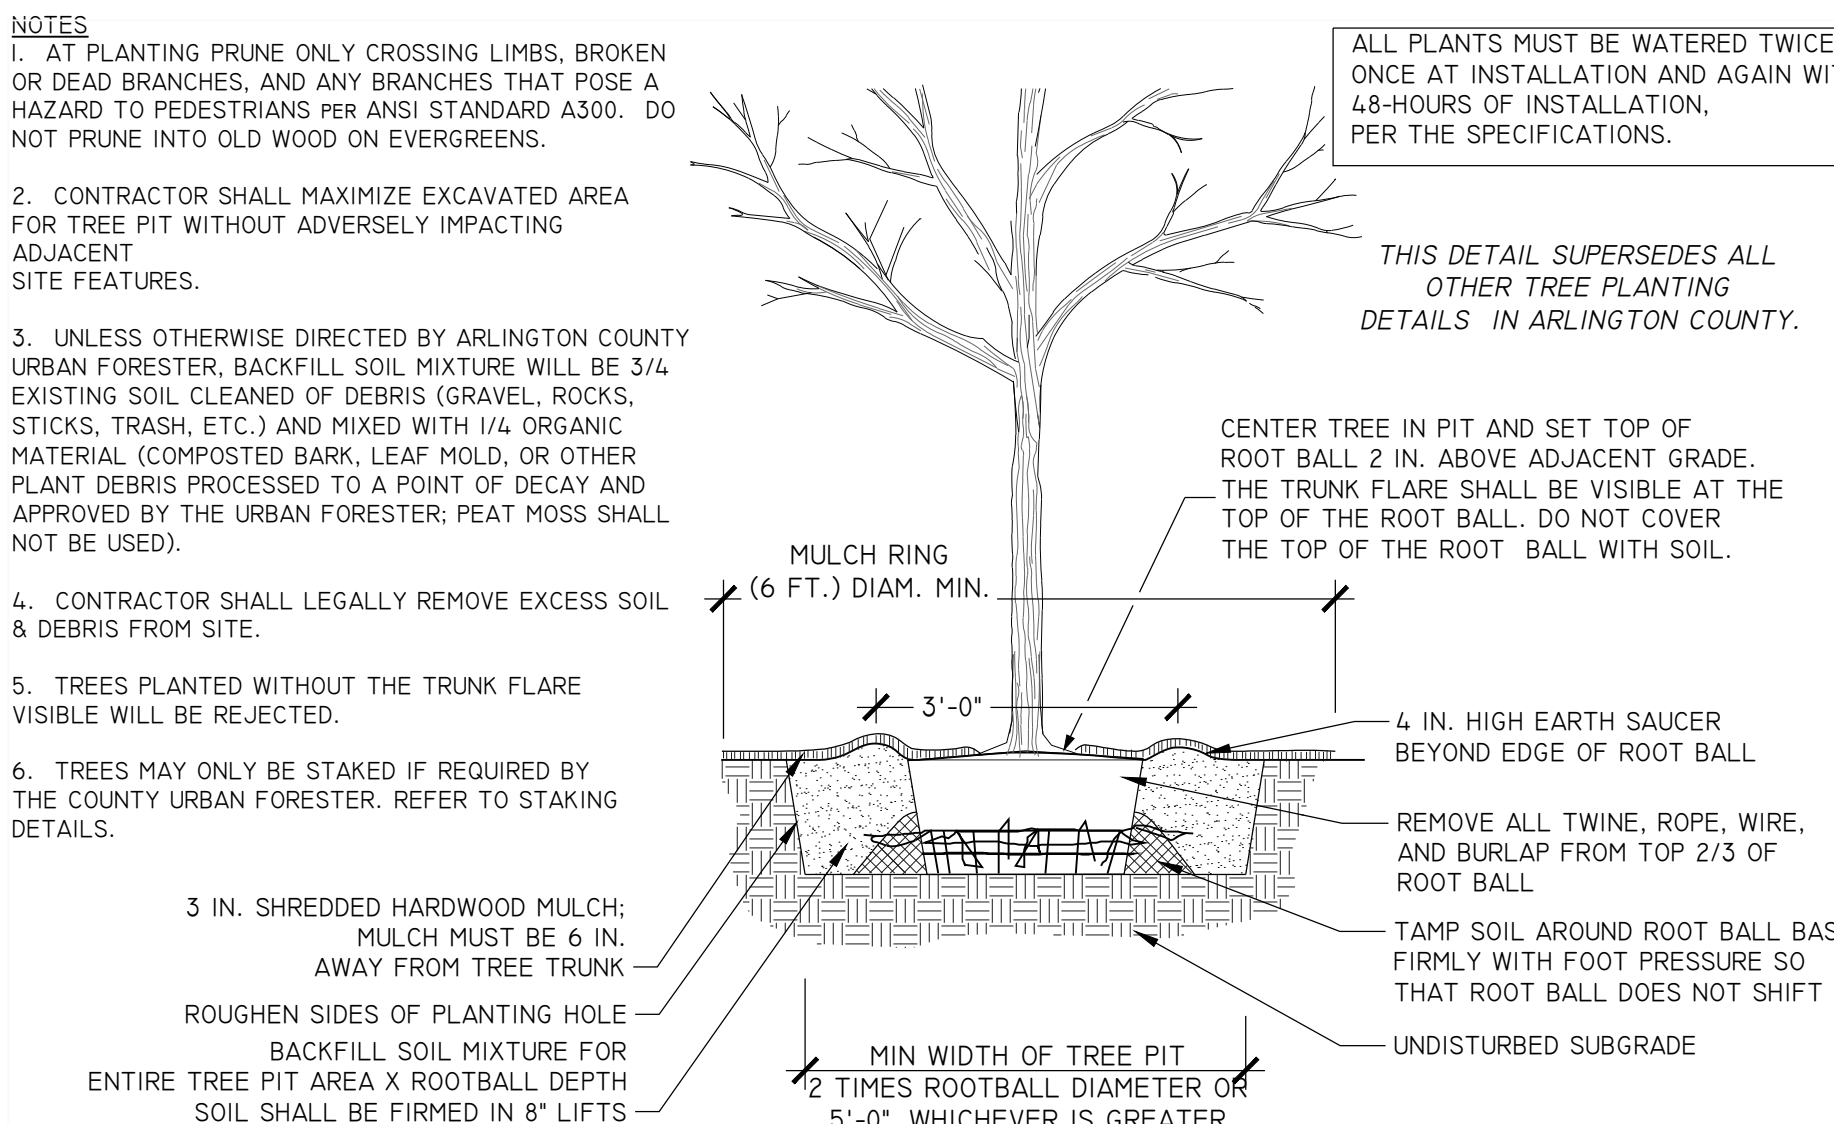 NOTES
1. AT PLANTING PRUNE ONLY CROSSING LIMBS, BROKEN
OR DEAD BRANCHES, AND ANY BRANCHES THAT POSE A
HAZARD TO PEDESTRIANS PER ANSI STANDARD A300. DO
NOT PRUNE INTO OLD WOOD ON EVERGREENS.
2. CONTRACTOR SHALL MAXIMIZE EXCAVATED AREA
FOR TREE PIT WITHOUT ADVERSELY IMPACTING
ADJACENT
SITE FEATURES.
3. UNLESS OTHERWISE DIRECTED BY ARLINGTON COUNTY
URBAN FORESTER, BACKFILL SOIL MIXTURE WILL BE 3/4
EXISTING SOIL CLEANED OF DEBRIS (GRAVEL, ROCKS,
STICKS, TRASH, ETC.) AND MIXED WITH 1/4 ORGANIC
MATERIAL (COMPOSTED BARK, LEAF MOLD, OR OTHER
PLANT DEBRIS PROCESSED TO A POINT OF DECAY AND
APPROVED BY THE URBAN FORESTER; PEAT MOSS SHALL
NOT BE USED).
4. CONTRACTOR SHALL LEGALLY REMOVE EXCESS SOIL
& DEBRIS FROM SITE.
5. TREES PLANTED WITHOUT THE TRUNK FLARE
VISIBLE WILL BE REJECTED.
6. TREES MAY ONLY BE STAKED IF REQUIRED BY
THE COUNTY URBAN FORESTER. REFER TO STAKING
DETAILS.
ALL PLANTS MUST BE WATERED TWICE
ONCE AT INSTALLATION AND AGAIN
48-HOURS OF INSTALLATION,
PER THE SPECIFICATIONS.
THIS DETAIL SUPERSEDES ALL
OTHER TREE PLANTING
DETAILS IN ARLINGTON COUNTY.
CENTER TREE IN PIT AND SET TOP OF
ROOT BALL 2 IN. ABOVE ADJACENT GRADE.
THE TRUNK FLARE SHALL BE VISIBLE AT THE
TOP OF THE ROOT BALL. DO NOT COVER
THE TOP OF THE ROOT BALL WITH SOIL.
MULCH RING
(6 FT.) DIAM. MIN.
3'-0"
4 IN. HIGH EARTH SAUCER
BEYOND EDGE OF ROOT BALL
REMOVE ALL TWINE, ROPE, WIRE,
AND BURLAP FROM TOP 2/3 OF
ROOT BALL
TAMP SOIL AROUND ROOT BALL
FIRMLY WITH FOOT PRESSURE SO
THAT ROOT BALL DOES NOT SHIFT
UNDISTURBED SUBGRADE
3 IN. SHREDDED HARDWOOD MULCH;
MULCH MUST BE 6 IN.
AWAY FROM TREE TRUNK
ROUGHEN SIDES OF PLANTING HOLE
BACKFILL SOIL MIXTURE FOR
ENTIRE TREE PIT AREA X ROOTBALL DEPTH
SOIL SHALL BE FIRMED IN 8" LIFTS
MIN WIDTH OF TREE PIT
2 TIMES ROOTBALL DIAMETER OR
5'-0", WHICHEVER IS GREATER